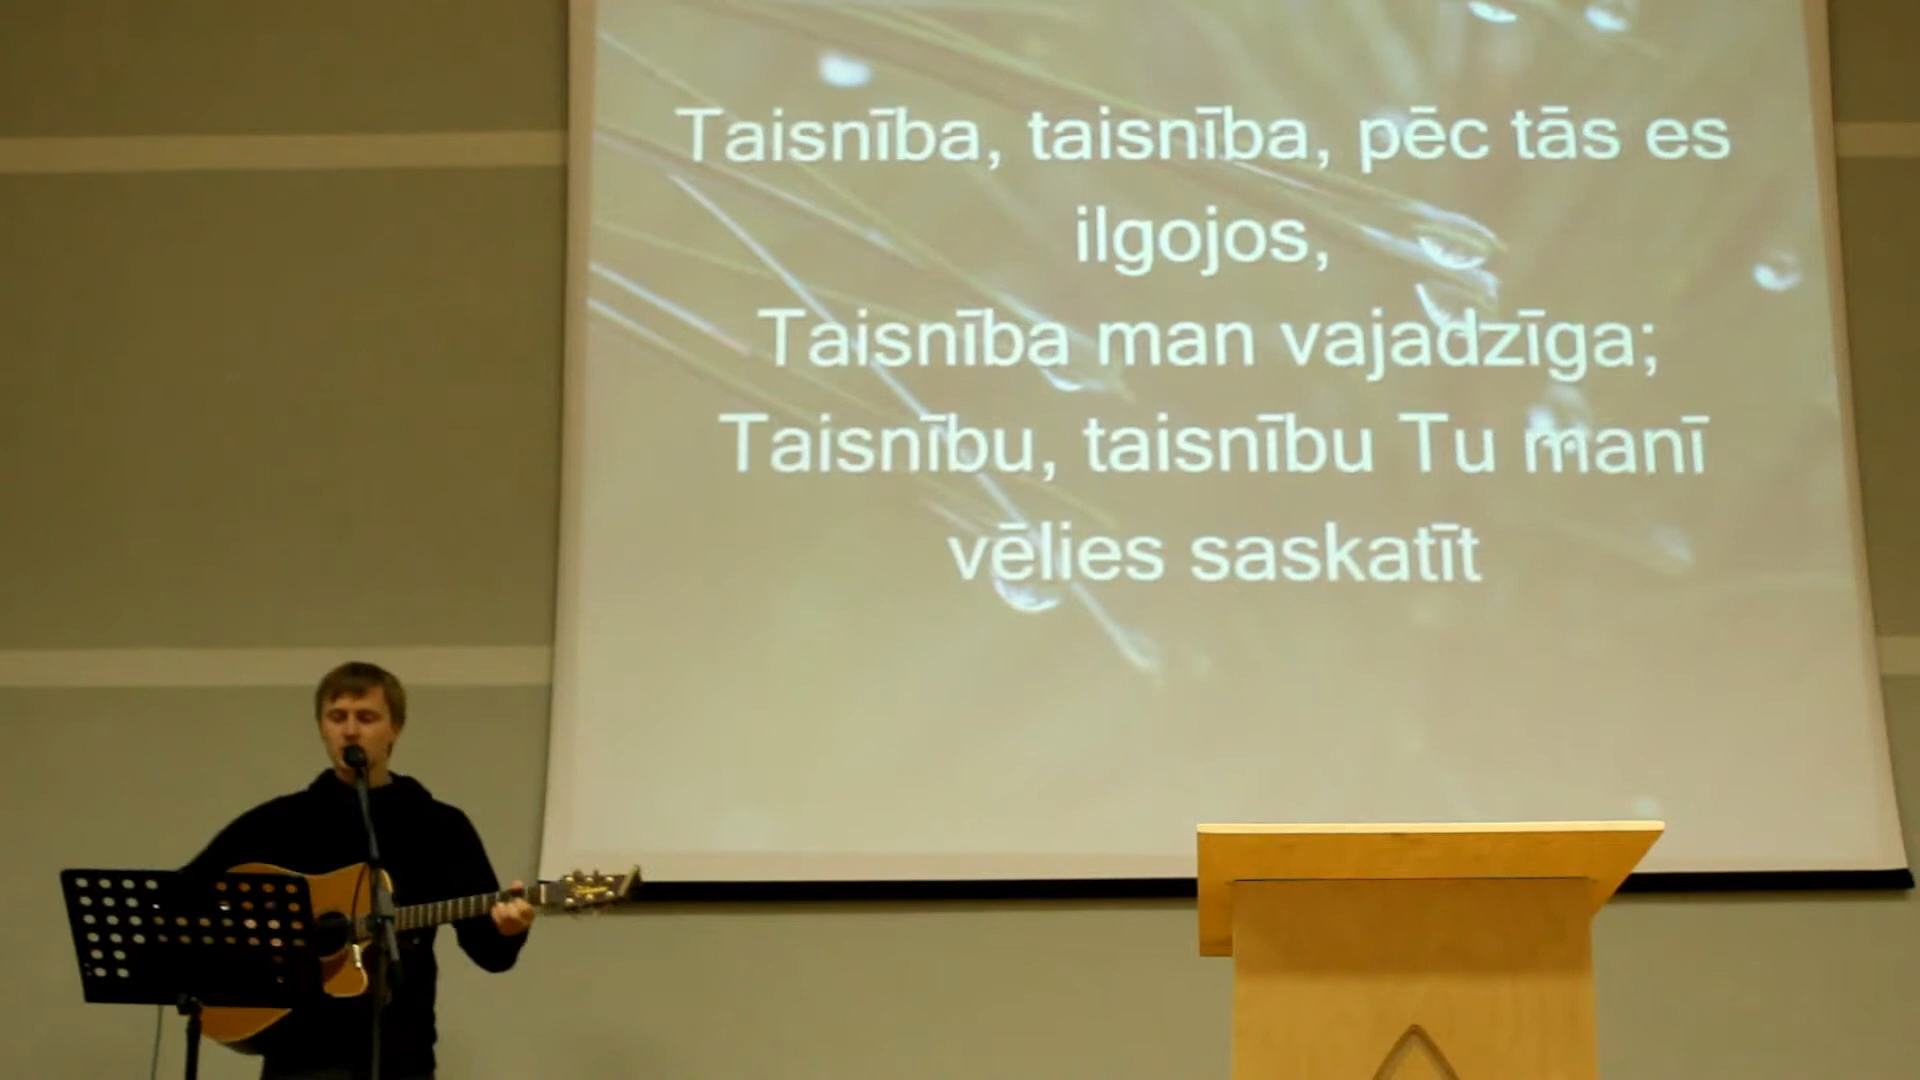 Taisnība, taisnība, pēc tās es
ilgojos,
Taisnība man vajadzīga;
Taisnību, taisnību Tu manī
vēlies saskatīt